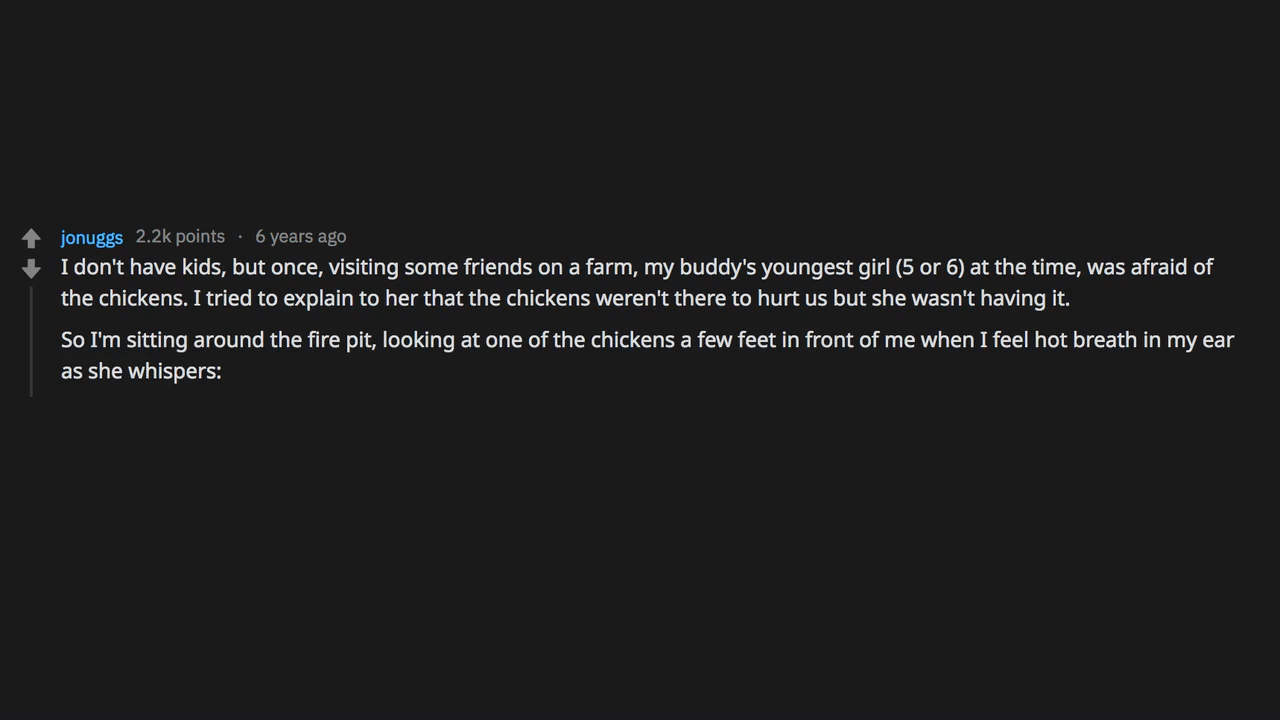 jonuggs 2.2k points · 6 years ago
I don't have kids, but once, visiting some friends on a farm, my buddy's youngest girl (5 or 6) at the time, was afraid of
the chickens. I tried to explain to her that the chickens weren't there to hurt us but she wasn't having it.
So I'm sitting around the fire pit, looking at one of the chickens a few feet in front of me when I feel hot breath in my ear
as she whispers: